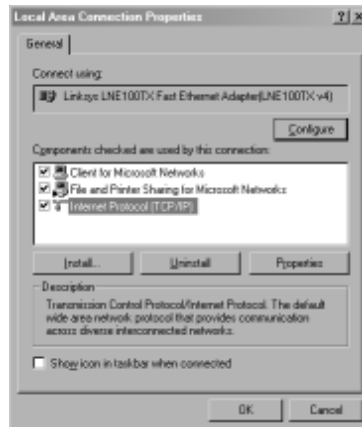 Local Area Connection Properties
General
Connect using:
Linksys LNE100TX Fast Ethernet Adapter(LNE100TX v4)
Configure
Components checked are used by this connection:
Client for Microsoft Networks
File and Printer Sharing for Microsoft Networks
Internet Protocol (TCP/IP)
Install...
Uninstall
Properties
Description
Transmission Control Protocol/Internet Protocol. The default
wide area network protocol that provides communication
across diverse interconnected networks.
Show icon in taskbar when connected
OK
Cancel